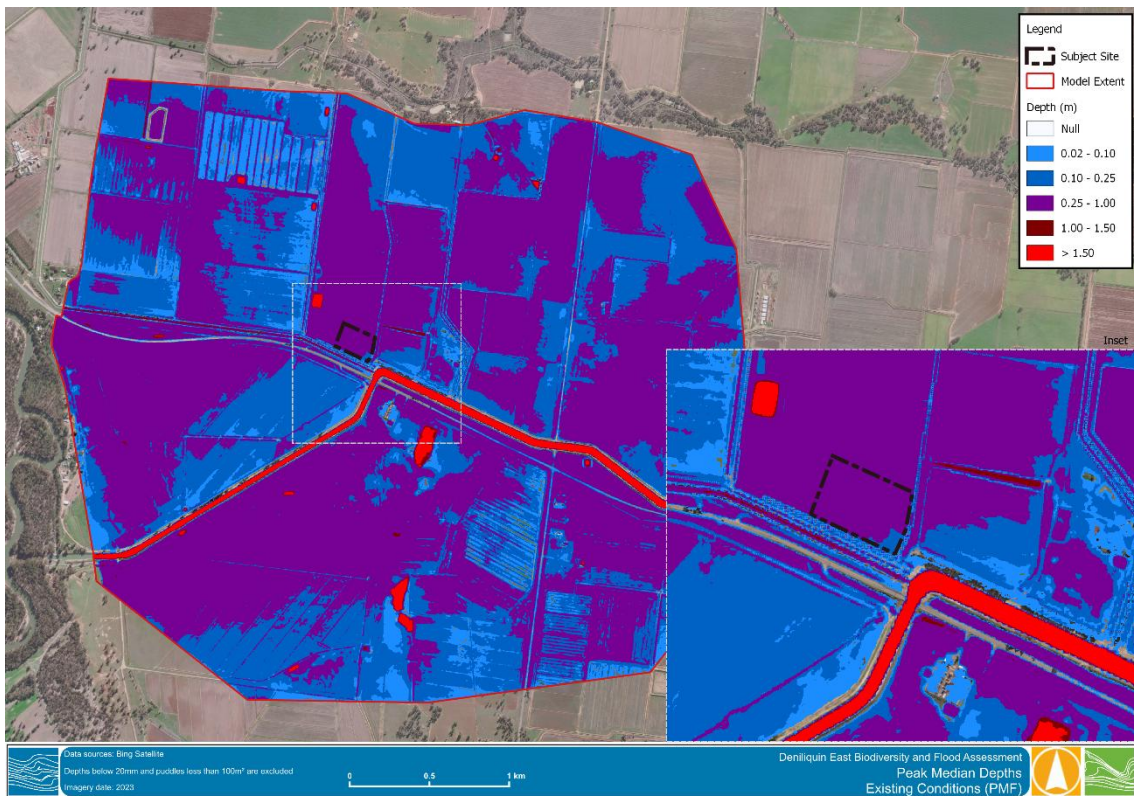 Legend
Subject Site
Model Extent
Depth (m)
Null
0.02 - 0.10
0.10 - 0.25
0.25 - 1.00
1.00 - 1.50
> 1.50
Inset
Data sources: Bing Satellite
Depths below 20mm and puddles less than 100m² are excluded
Imagery date: 2023
0 0.5 1 km
Deniliquin East Biodiversity and Flood Assessment
Peak Median Depths
Existing Conditions (PMF)